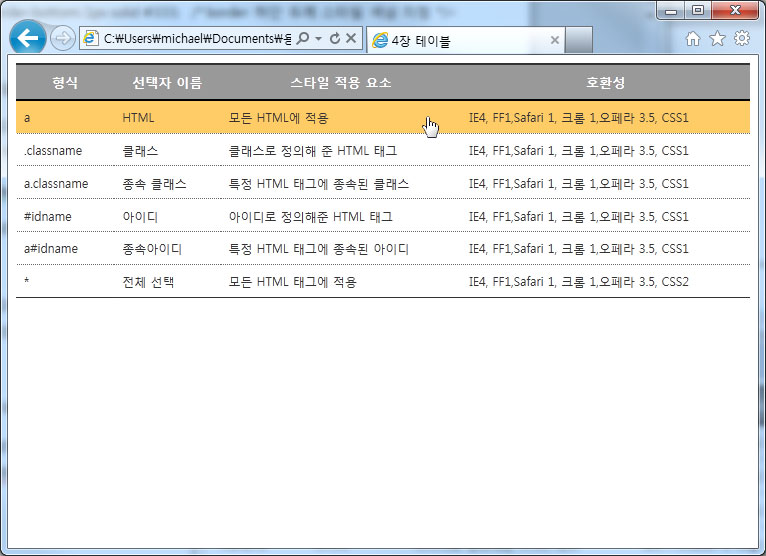 C:₩Users₩michael₩Documents₩
4장 테이블
형식 선택자 이름 스타일 적용 요소 호환성
a HTML 모든 HTML에 적용 IE4, FF1,Safari 1, 크롬 1,오페라 3.5, CSS1
.classname 클래스 클래스로 정의해 준 HTML 태그 IE4, FF1,Safari 1, 크롬 1,오페라 3.5, CSS1
a.classname 종속 클래스 특정 HTML 태그에 종속된 클래스 IE4, FF1,Safari 1, 크롬 1,오페라 3.5, CSS1
#idname 아이디 아이디로 정의해준 HTML 태그 IE4, FF1,Safari 1, 크롬 1,오페라 3.5, CSS1
a#idname 종속아이디 특정 HTML 태그에 종속된 아이디 IE4, FF1,Safari 1, 크롬 1,오페라 3.5, CSS1
* 전체 선택 모든 HTML 태그에 적용 IE4, FF1,Safari 1, 크롬 1,오페라 3.5, CSS2